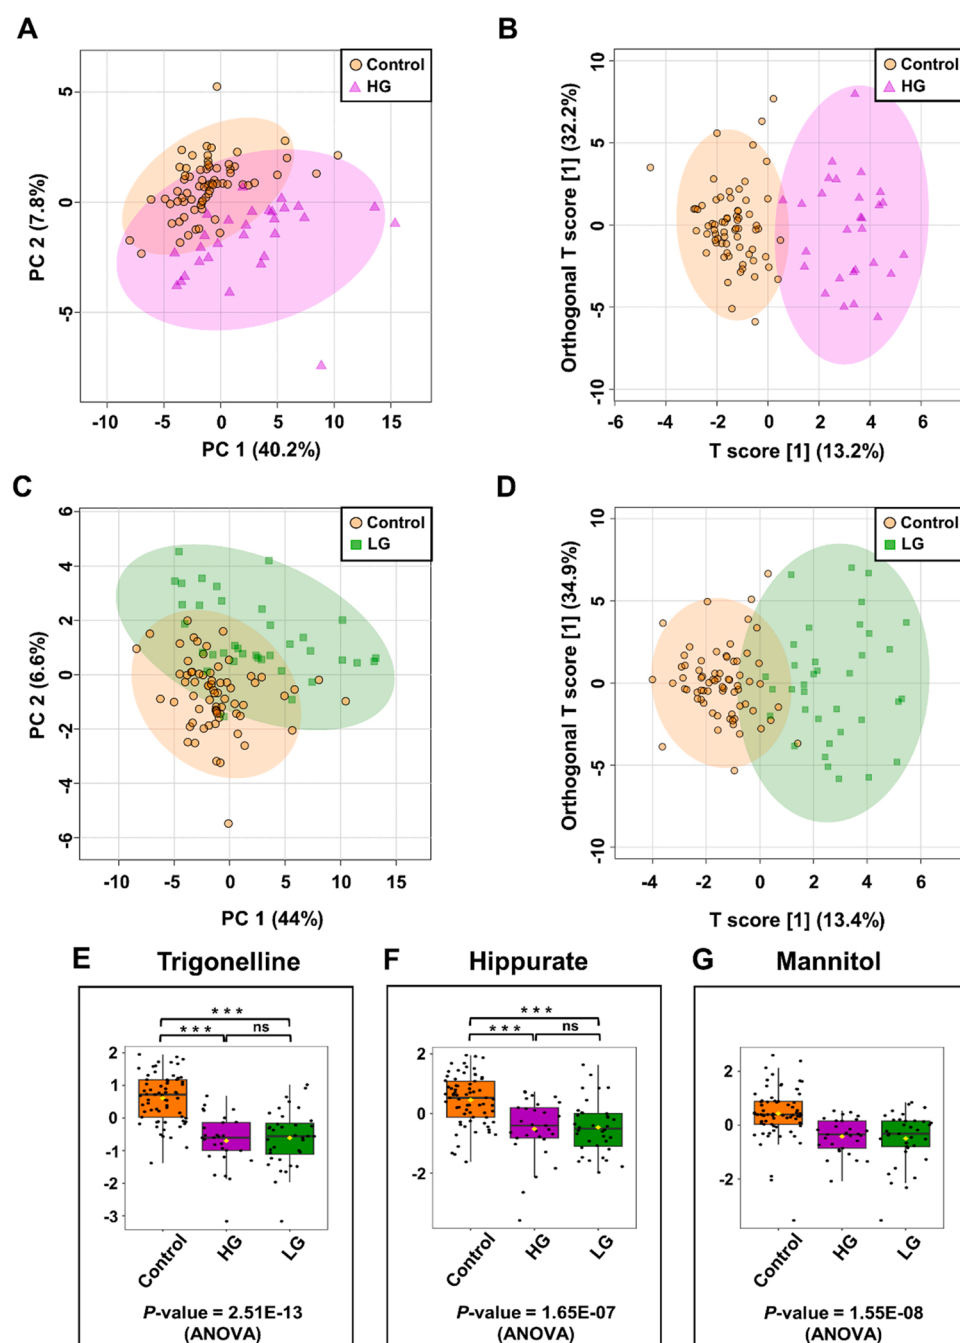 A
Control
HG
5
0
-5
PC 2 (7.8%)
-10 -5 0 5 10 15
PC 1 (40.2%)
B
Control
HG
10
5
0
-5
-10
Orthogonal T score [1] (32.2%)
-6 -4 -2 0 2 4 6
T score [1] (13.2%)
C
Control
LG
6
4
2
0
-2
-4
-6
PC 2 (6.6%)
-10 -5 0 5 10 15
PC 1 (44%)
D
Control
LG
10
5
0
-5
-10
Orthogonal T score [1] (34.9%)
-4 -2 0 2 4 6
T score [1] (13.4%)
E Trigonelline
***
*** ns
2
1
0
-1
-2
-3
Control HG LG
P-value = 2.51E-13
(ANOVA)
F Hippurate
***
*** ns
2
0
-2
Control HG LG
P-value = 1.65E-07
(ANOVA)
G Mannitol
2
0
-2
Control HG LG
P-value = 1.55E-08
(ANOVA)